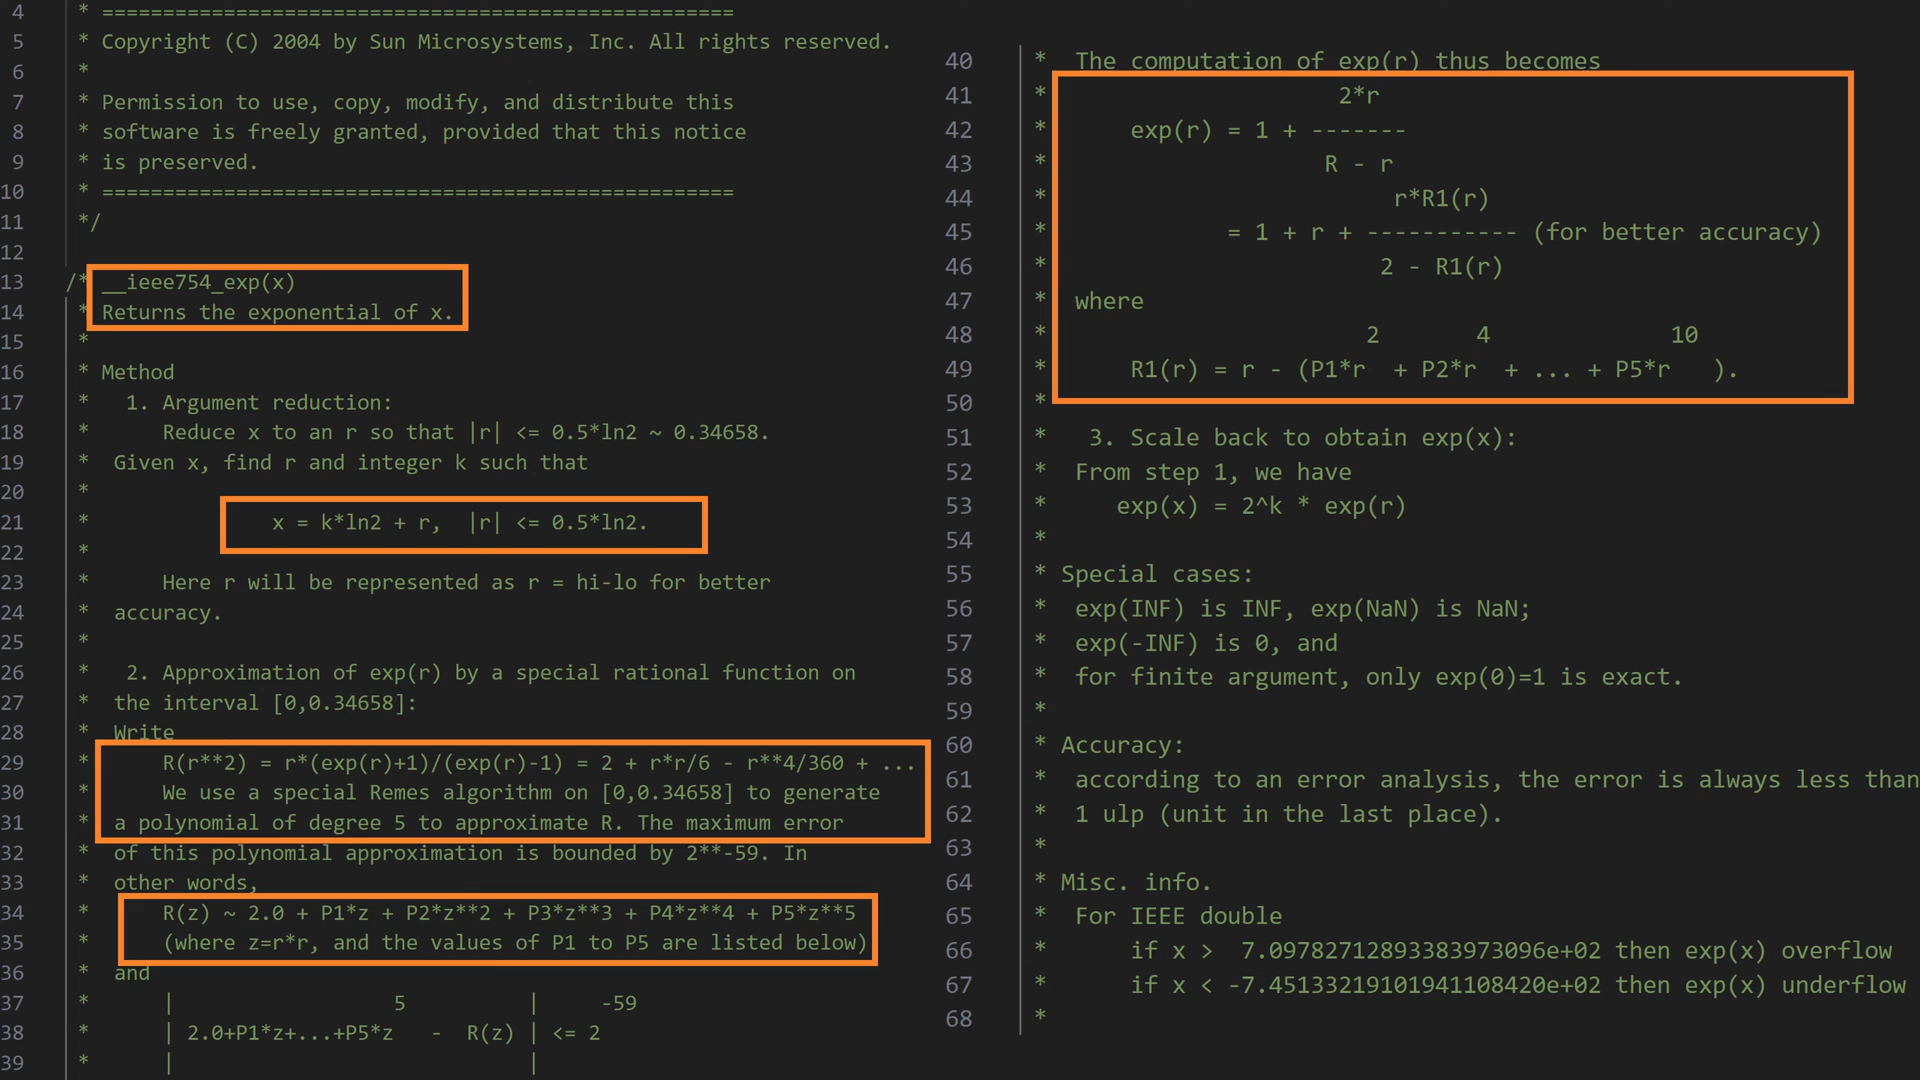 4 * ====================================================
5 * Copyright (C) 2004 by Sun Microsystems, Inc. All rights reserved.
6 *
7 * Permission to use, copy, modify, and distribute this
8 * software is freely granted, provided that this notice
9 * is preserved.
10 * ====================================================
11 */
12
13 /* __ieee754_exp(x)
14 * Returns the exponential of x.
15 *
16 * Method
17 *   1. Argument reduction:
18 *      Reduce x to an r so that |r| <= 0.5*ln2 ~ 0.34658.
19 *  Given x, find r and integer k such that
20 *
21 *               x = k*ln2 + r,  |r| <= 0.5*ln2.
22 *
23 *      Here r will be represented as r = hi-lo for better
24 *  accuracy.
25 *
26 *   2. Approximation of exp(r) by a special rational function on
27 *  the interval [0,0.34658]:
28 *  Write
29 *      R(r**2) = r*(exp(r)+1)/(exp(r)-1) = 2 + r*r/6 - r**4/360 + ...
30 *      We use a special Remes algorithm on [0,0.34658] to generate
31 *  a polynomial of degree 5 to approximate R. The maximum error
32 *  of this polynomial approximation is bounded by 2**-59. In
33 *  other words,
34 *      R(z) ~ 2.0 + P1*z + P2*z**2 + P3*z**3 + P4*z**4 + P5*z**5
35 *      (where z=r*r, and the values of P1 to P5 are listed below)
36 *  and
37 *      |                  5          |     -59
38 *      | 2.0+P1*z+...+P5*z   -  R(z) | <= 2
39 *      |                             |
40 *  The computation of exp(r) thus becomes
41 *                     2*r
42 *      exp(r) = 1 + -------
43 *                    R - r
44 *                         r*R1(r)
45 *             = 1 + r + ----------- (for better accuracy)
46 *                        2 - R1(r)
47 *  where
48 *                       2       4             10
49 *      R1(r) = r - (P1*r  + P2*r  + ... + P5*r   ).
50 *
51 *   3. Scale back to obtain exp(x):
52 *  From step 1, we have
53 *     exp(x) = 2^k * exp(r)
54 *
55 * Special cases:
56 *  exp(INF) is INF, exp(NaN) is NaN;
57 *  exp(-INF) is 0, and
58 *  for finite argument, only exp(0)=1 is exact.
59 *
60 * Accuracy:
61 *  according to an error analysis, the error is always less than
62 *  1 ulp (unit in the last place).
63 *
64 * Misc. info.
65 *  For IEEE double
66 *      if x >  7.09782712893383973096e+02 then exp(x) overflow
67 *      if x < -7.45133219101941108420e+02 then exp(x) underflow
68 *